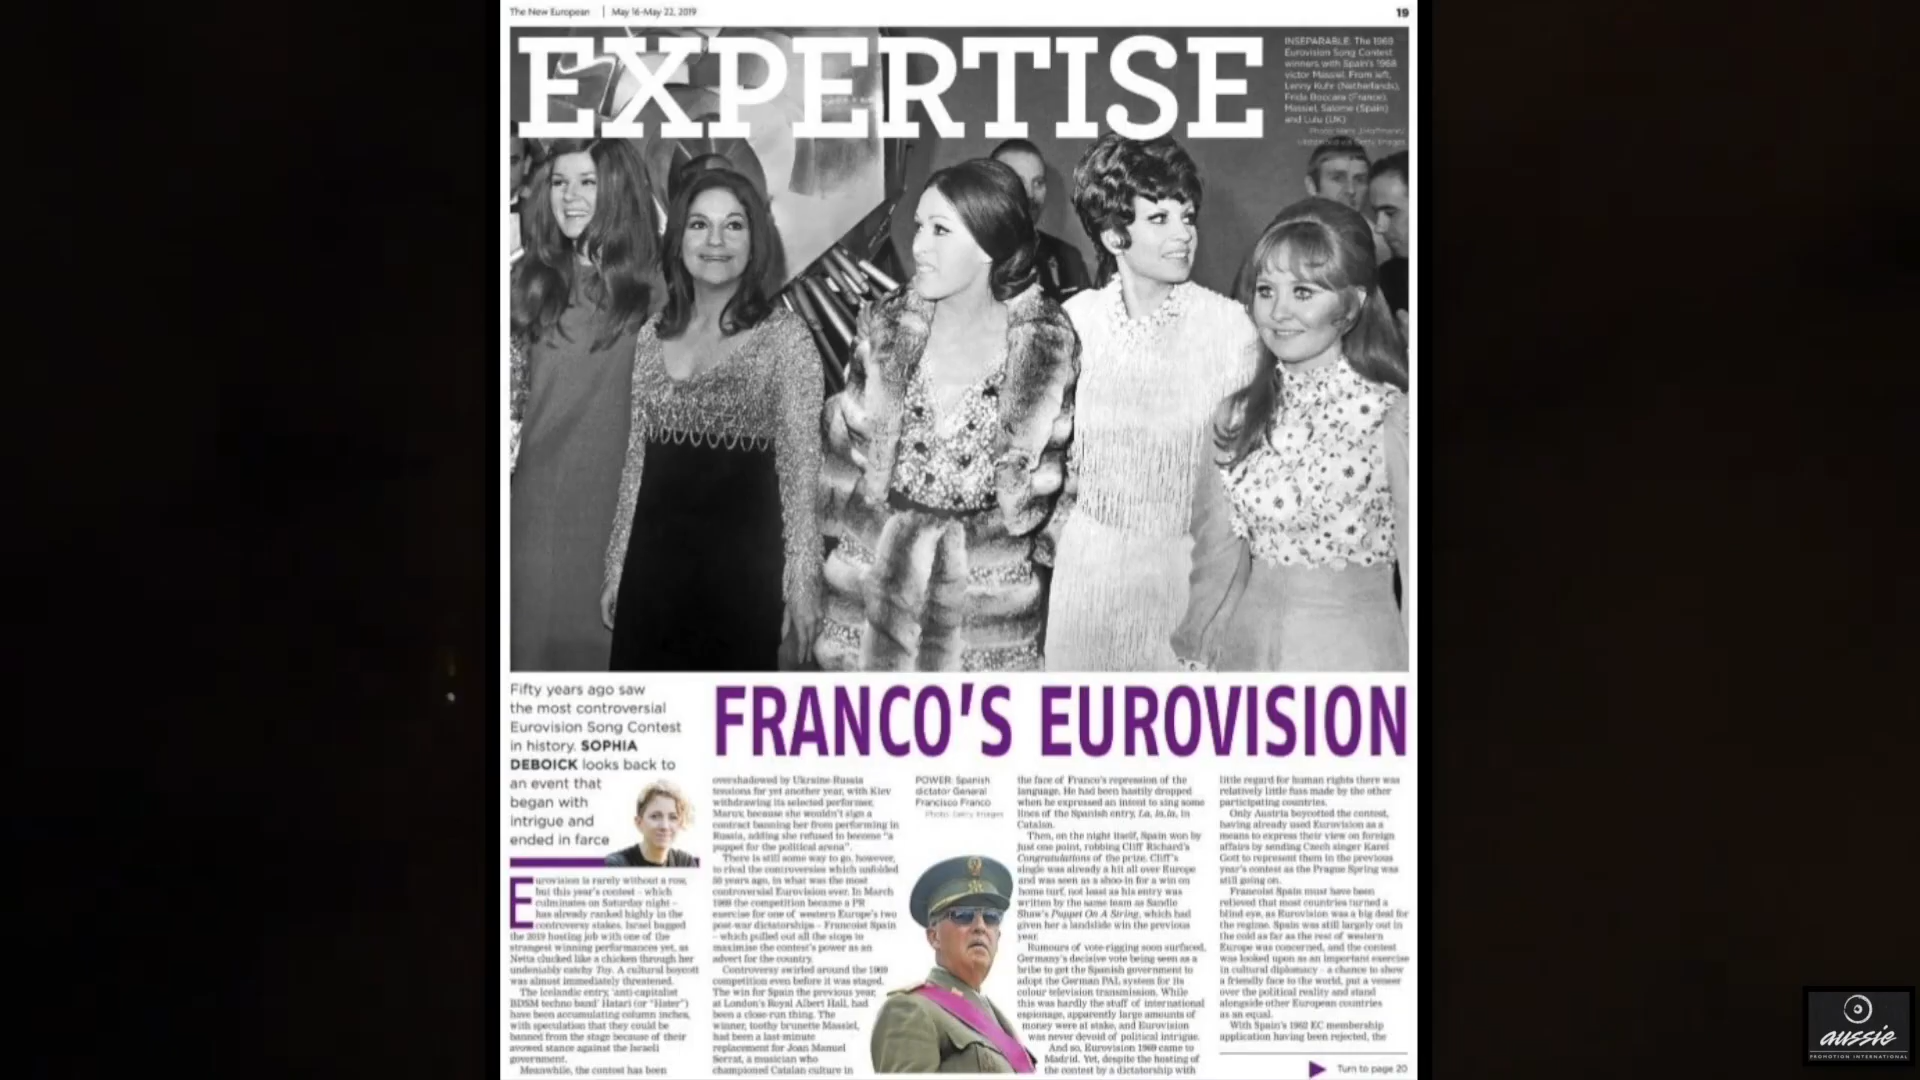 The New European | May 16-May 22, 2019
19
EXPERTISE
INSEPARABLE: The 1969
Eurovision Song Contest
winners with Spain's 1968
victor Massiel. From left,
Lenny Kuhr (Netherlands),
Frida Boccara (France),
Massiel, Salome (Spain)
and Lulu (UK)
Fifty years ago saw
the most controversial
Eurovision Song Contest
in history. SOPHIA
DEBOICK looks back to
an event that
began with
intrigue and
ended in farce
FRANCO'S EUROVISION
Eurovision is rarely without a row,
but this year's contest – which
culminates on Saturday night –
has already ranked highly in the
controversy stakes. Israel bagged
the 2019 hosting job with one of the
strangest winning performances yet, as
Netta clucked like a chicken through her
undeniably catchy Toy. A cultural boycott
was almost immediately threatened.
The Icelandic entry, 'anti-capitalist
BDSM techno band' Hatari (or "Hater")
have been accumulating column inches,
with speculation that they could be
banned from the stage because of their
avowed stance against the Israeli
government.
Meanwhile, the contest has been
overshadowed by Ukraine-Russia
tensions for yet another year, with Kiev
withdrawing its selected performer,
Maruv, because she wouldn't sign a
contract banning her from performing in
Russia, adding she refused to become "a
puppet for the political arena".
There is still some way to go, however,
to rival the controversies which unfolded
50 years ago, in what was the most
controversial Eurovision ever. In March
1969 the competition became a PR
exercise for one of western Europe's two
post-war dictatorships – Francoist Spain
– which pulled out all the stops to
maximise the contest's power as an
advert for the country.
Controversy swirled around the 1969
competition even before it was staged.
The win for Spain the previous year,
at London's Royal Albert Hall, had
been a close-run thing. The
winner, toothy brunette Massiel,
had been a last-minute
replacement for Joan Manuel
Serrat, a musician who
championed Catalan culture in
POWER: Spanish
dictator General
Francisco Franco
Photo: Getty Images
the face of Franco's repression of the
language. He had been hastily dropped
when he expressed an intent to sing some
lines of the Spanish entry, La, la, la, in
Catalan.
Then, on the night itself, Spain won by
just one point, robbing Cliff Richard's
Congratulations of the prize. Cliff's
single was already a hit all over Europe
and was seen as a shoo-in for a win on
home turf, not least as his entry was
written by the same team as Sandie
Shaw's Puppet On A String, which had
given her a landslide win the previous
year.
Rumours of vote-rigging soon surfaced,
Germany's decisive vote being seen as a
bribe to get the Spanish government to
adopt the German PAL system for its
colour television transmission. While
this was hardly the stuff of international
espionage, apparently large amounts of
money were at stake, and Eurovision
was never devoid of political intrigue.
And so, Eurovision 1969 came to
Madrid. Yet, despite the hosting of
the contest by a dictatorship with
little regard for human rights there was
relatively little fuss made by the other
participating countries.
Only Austria boycotted the contest,
having already used Eurovision as a
means to express their view on foreign
affairs by sending Czech singer Karel
Gott to represent them in the previous
year's contest as the Prague Spring was
still going on.
Francoist Spain must have been
relieved that most countries turned a
blind eye, as Eurovision was a big deal for
the regime. Spain was still largely out in
the cold as far as the rest of western
Europe was concerned, and the contest
was looked upon as an important exercise
in cultural diplomacy – a chance to show
a friendly face to the world, put a veneer
over the political reality and stand
alongside other European countries
as an equal.
With Spain's 1962 EC membership
application having been rejected, the
Turn to page 20
aussie
PROMOTION INTERNATIONAL